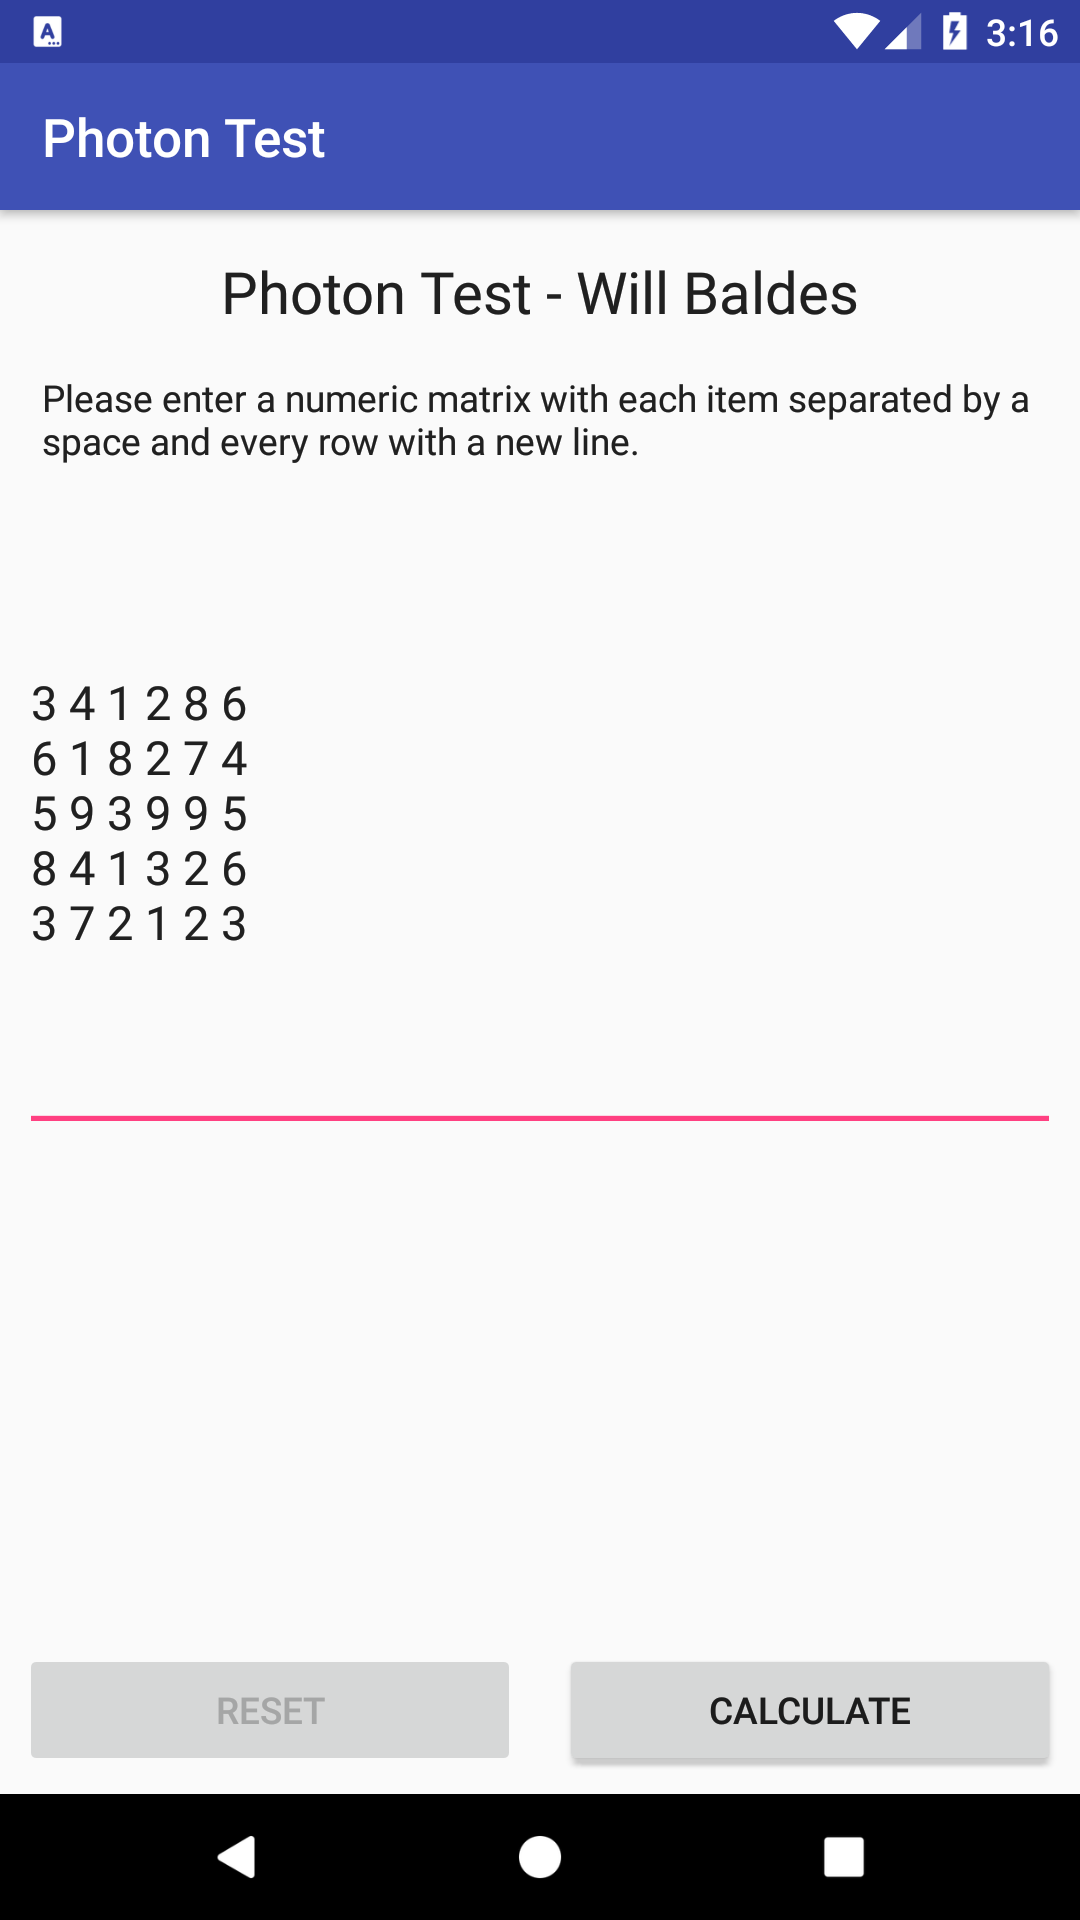 3:16
Photon Test
Photon Test - Will Baldes
Please enter a numeric matrix with each item separated by a
space and every row with a new line.
3 4 1 2 8 6
6 1 8 2 7 4
5 9 3 9 9 5
8 4 1 3 2 6
3 7 2 1 2 3
RESET
CALCULATE